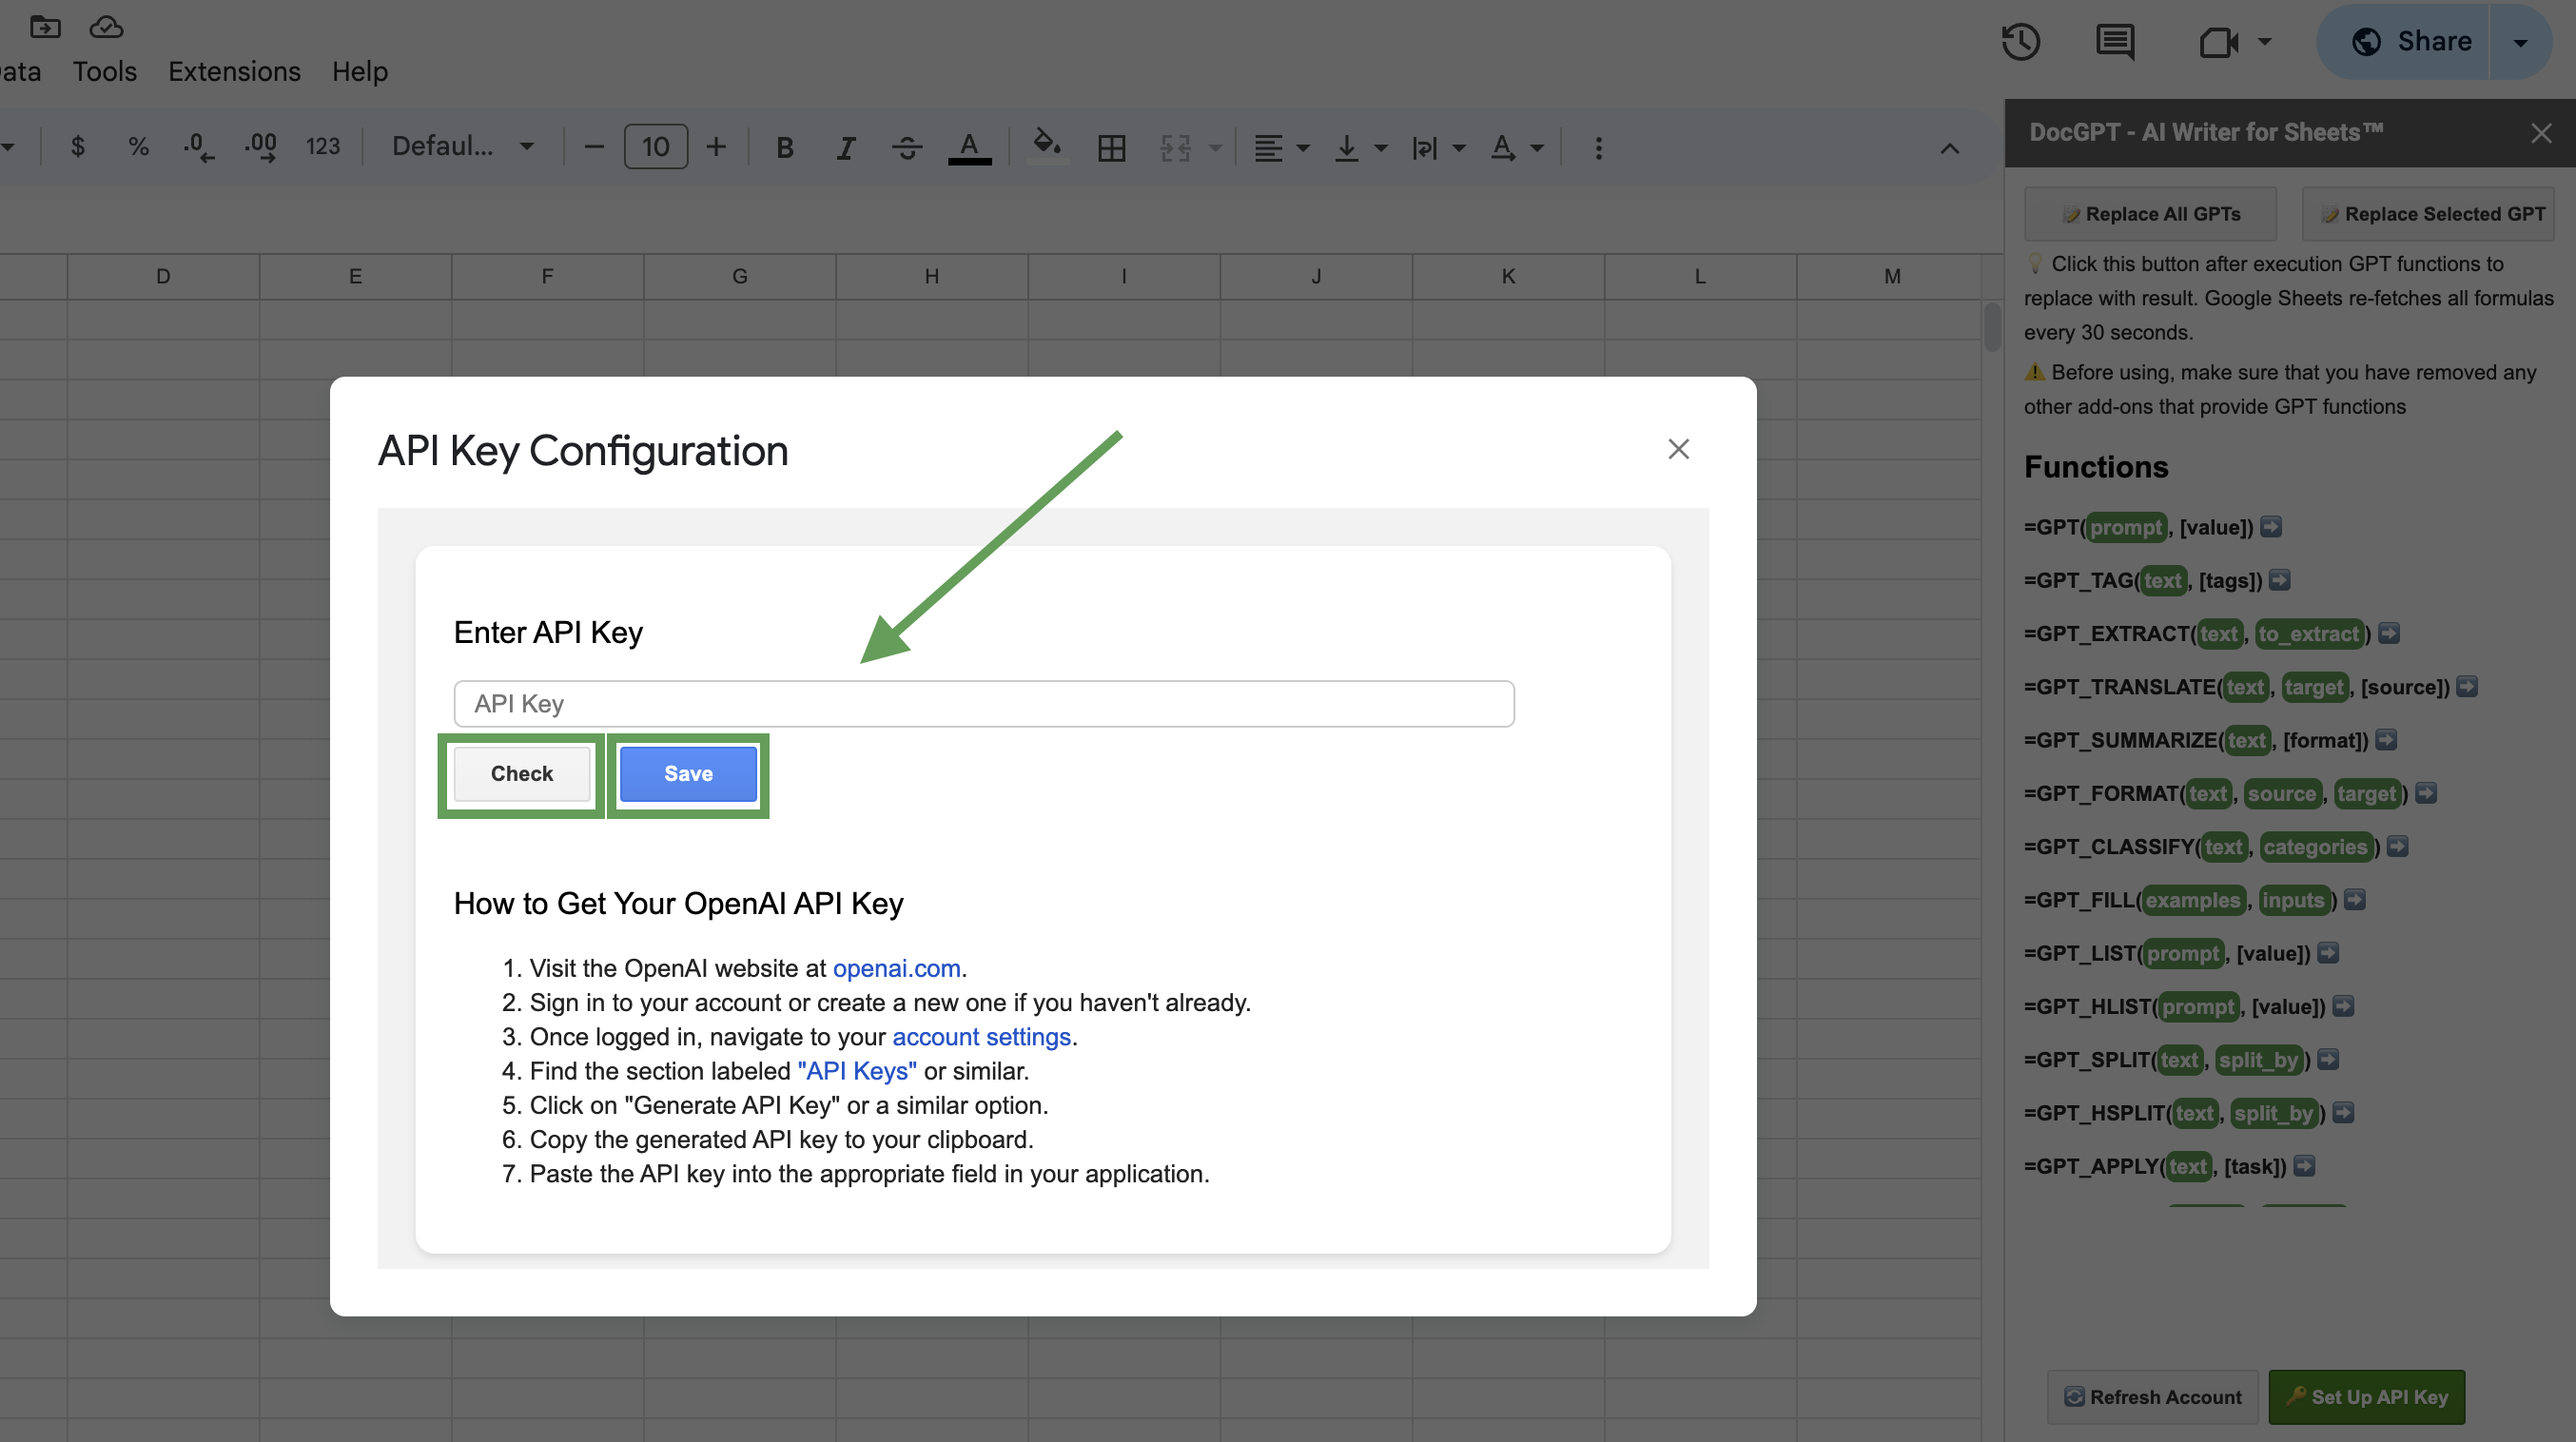 ata Tools Extensions Help
Share
$ % .0 .00 123 Defaul... 10 B I S A
D E F G H I J K L M
API Key Configuration
Enter API Key
API Key
Check Save
How to Get Your OpenAI API Key
1. Visit the OpenAI website at openai.com.
2. Sign in to your account or create a new one if you haven't already.
3. Once logged in, navigate to your account settings.
4. Find the section labeled "API Keys" or similar.
5. Click on "Generate API Key" or a similar option.
6. Copy the generated API key to your clipboard.
7. Paste the API key into the appropriate field in your application.
DocGPT - AI Writer for Sheets™
Replace All GPTs Replace Selected GPT
Click this button after execution GPT functions to
replace with result. Google Sheets re-fetches all formulas
every 30 seconds.
Before using, make sure that you have removed any
other add-ons that provide GPT functions
Functions
=GPT(prompt, [value])
=GPT_TAG(text, [tags])
=GPT_EXTRACT(text, to_extract)
=GPT_TRANSLATE(text, target, [source])
=GPT_SUMMARIZE(text, [format])
=GPT_FORMAT(text, source, target)
=GPT_CLASSIFY(text, categories)
=GPT_FILL(examples, inputs)
=GPT_LIST(prompt, [value])
=GPT_HLIST(prompt, [value])
=GPT_SPLIT(text, split_by)
=GPT_HSPLIT(text, split_by)
=GPT_APPLY(text, [task])
Refresh Account Set Up API Key